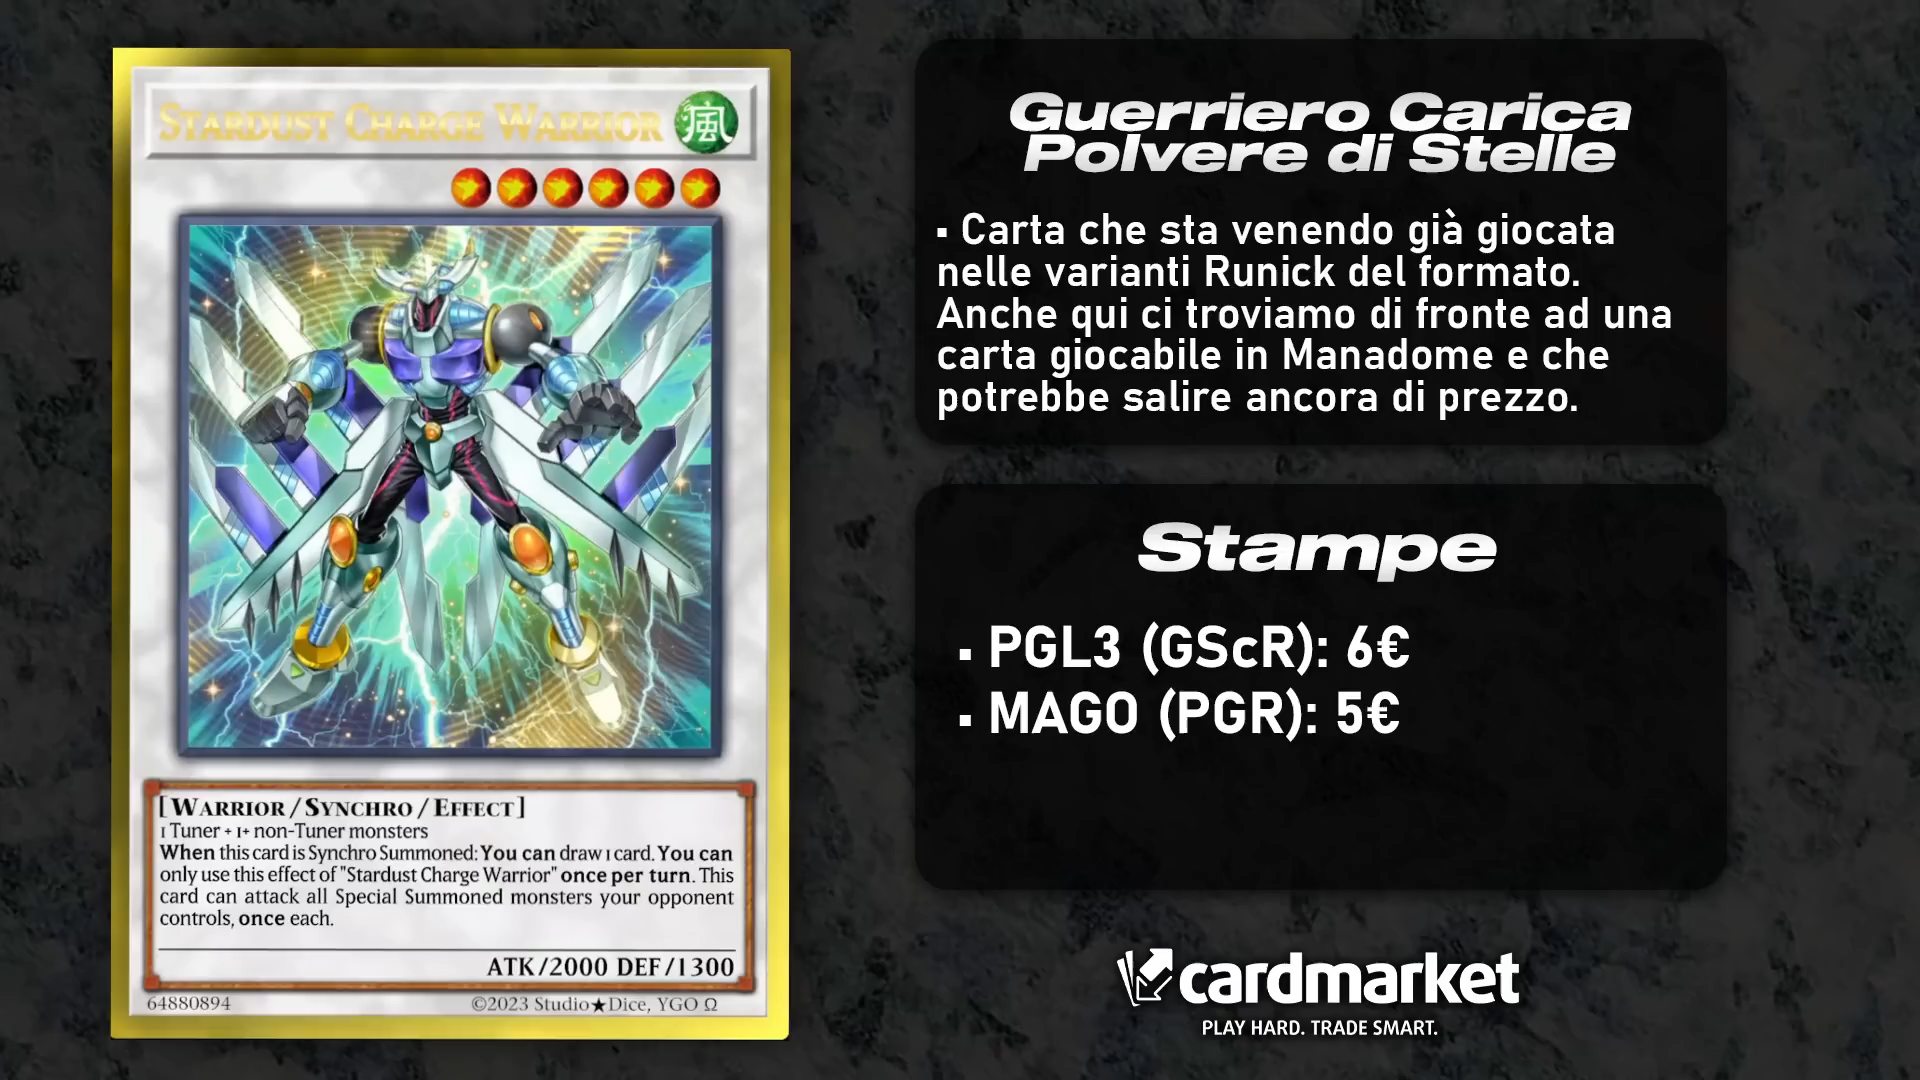 STARDUST CHARGE WARRIOR 風
[WARRIOR/SYNCHRO/EFFECT]
1 Tuner + 1+ non-Tuner monsters
When this card is Synchro Summoned: You can draw 1 card. You can
only use this effect of "Stardust Charge Warrior" once per turn. This
card can attack all Special Summoned monsters your opponent
controls, once each.
ATK/2000 DEF/1300
64880894 ©2023 Studio★Dice, YGO Ω
Guerriero Carica
Polvere di Stelle
▪ Carta che sta venendo già giocata
nelle varianti Runick del formato.
Anche qui ci troviamo di fronte ad una
carta giocabile in Manadome e che
potrebbe salire ancora di prezzo.
Stampe
▪ PGL3 (GScR): 6€
▪ MAGO (PGR): 5€
cardmarket
PLAY HARD. TRADE SMART.